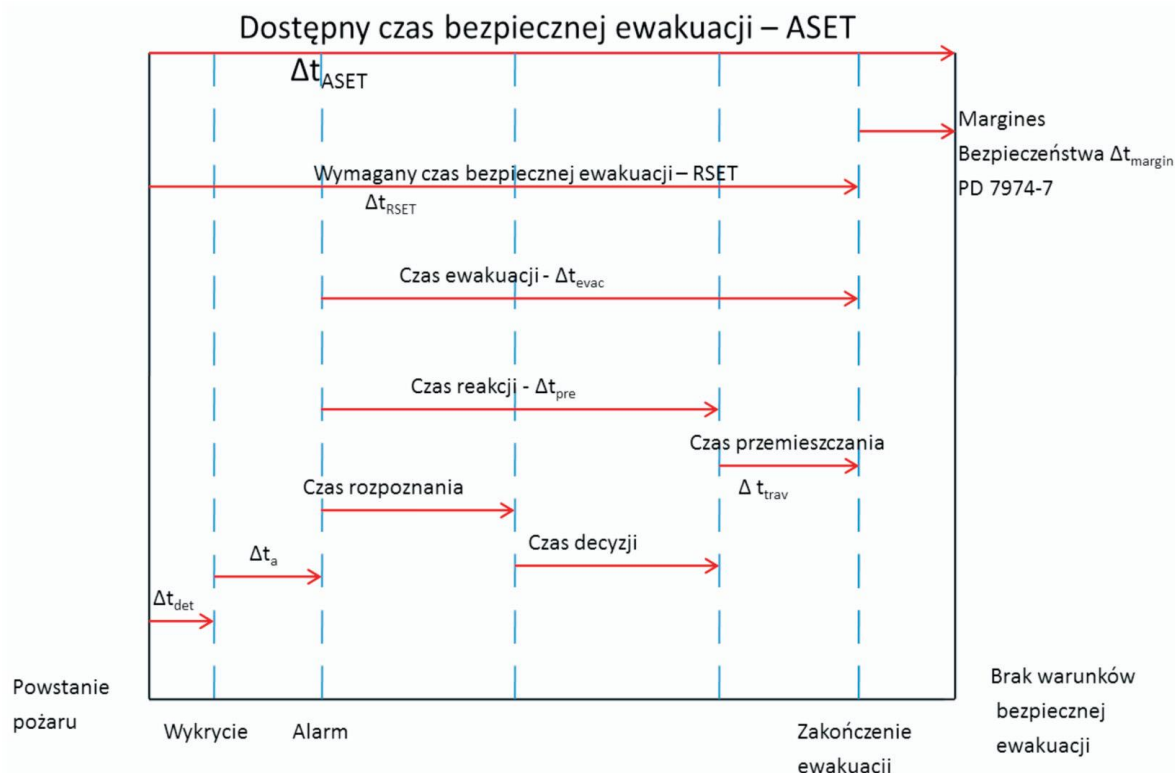 Dostępny czas bezpiecznej ewakuacji – ASET
Δt_ASET
Margines
Bezpieczeństwa Δt_margin
PD 7974-7
Wymagany czas bezpiecznej ewakuacji – RSET
Δt_RSET
Czas ewakuacji - Δt_evac
Czas reakcji - Δt_pre
Czas przemieszczania
Δ t_trav
Czas rozpoznania
Czas decyzji
Δt_a
Δt_det
Powstanie
pożaru
Wykrycie
Alarm
Zakończenie
ewakuacji
Brak warunków
bezpiecznej
ewakuacji